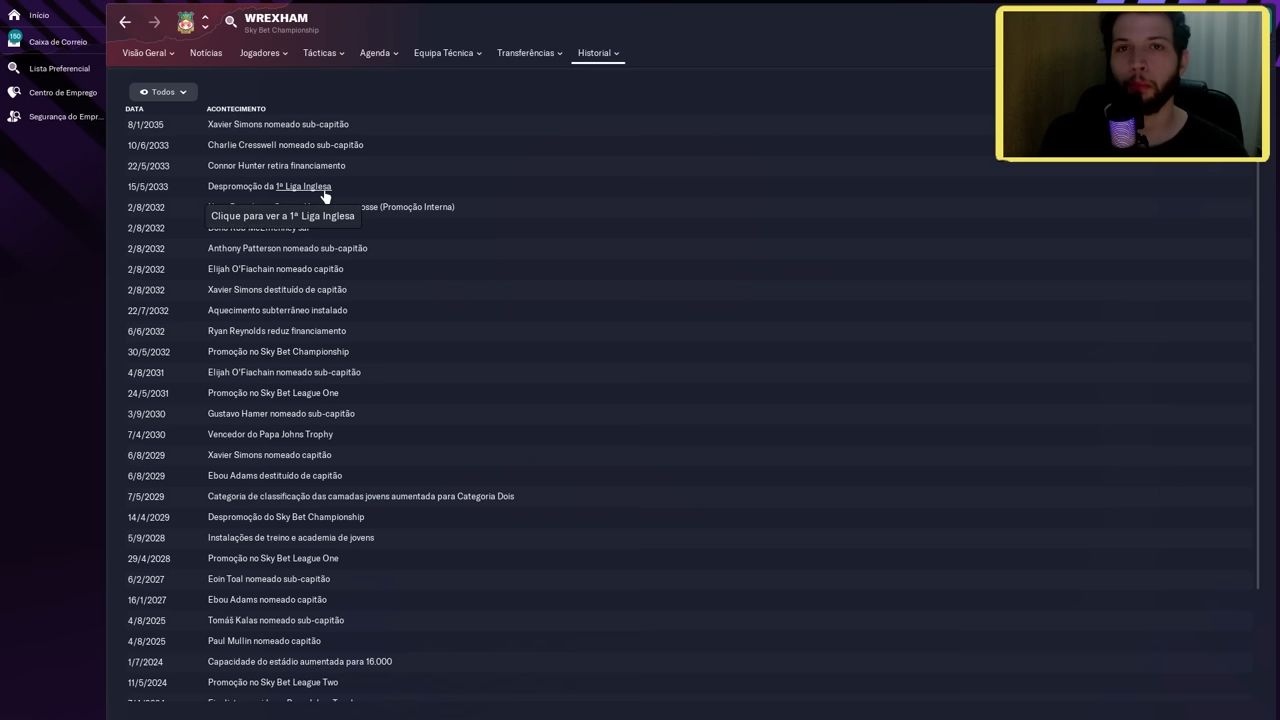 Início
150
Caixa de Correio
Lista Preferencial
Centro de Emprego
Segurança do Empr...
WREXHAM
Sky Bet Championship
Visão Geral
Notícias
Jogadores
Tácticas
Agenda
Equipa Técnica
Transferências
Historial
Todos
DATA ACONTECIMENTO
8/1/2035 Xavier Simons nomeado sub-capitão
10/6/2033 Charlie Cresswell nomeado sub-capitão
22/5/2033 Connor Hunter retira financiamento
15/5/2033 Despromoção da 1ª Liga Inglesa
2/8/2032 osse (Promoção Interna)
Clique para ver a 1ª Liga Inglesa
2/8/2032
2/8/2032 Anthony Patterson nomeado sub-capitão
2/8/2032 Elijah O'Fiachain nomeado capitão
2/8/2032 Xavier Simons destituído de capitão
22/7/2032 Aquecimento subterrâneo instalado
6/6/2032 Ryan Reynolds reduz financiamento
30/5/2032 Promoção no Sky Bet Championship
4/8/2031 Elijah O'Fiachain nomeado sub-capitão
24/5/2031 Promoção no Sky Bet League One
3/9/2030 Gustavo Hamer nomeado sub-capitão
7/4/2030 Vencedor do Papa Johns Trophy
6/8/2029 Xavier Simons nomeado capitão
6/8/2029 Ebou Adams destituído de capitão
7/5/2029 Categoria de classificação das camadas jovens aumentada para Categoria Dois
14/4/2029 Despromoção do Sky Bet Championship
5/9/2028 Instalações de treino e academia de jovens
29/4/2028 Promoção no Sky Bet League One
6/2/2027 Eoin Toal nomeado sub-capitão
16/1/2027 Ebou Adams nomeado capitão
4/8/2025 Tomáš Kalas nomeado sub-capitão
4/8/2025 Paul Mullin nomeado capitão
1/7/2024 Capacidade do estádio aumentada para 16.000
11/5/2024 Promoção no Sky Bet League Two